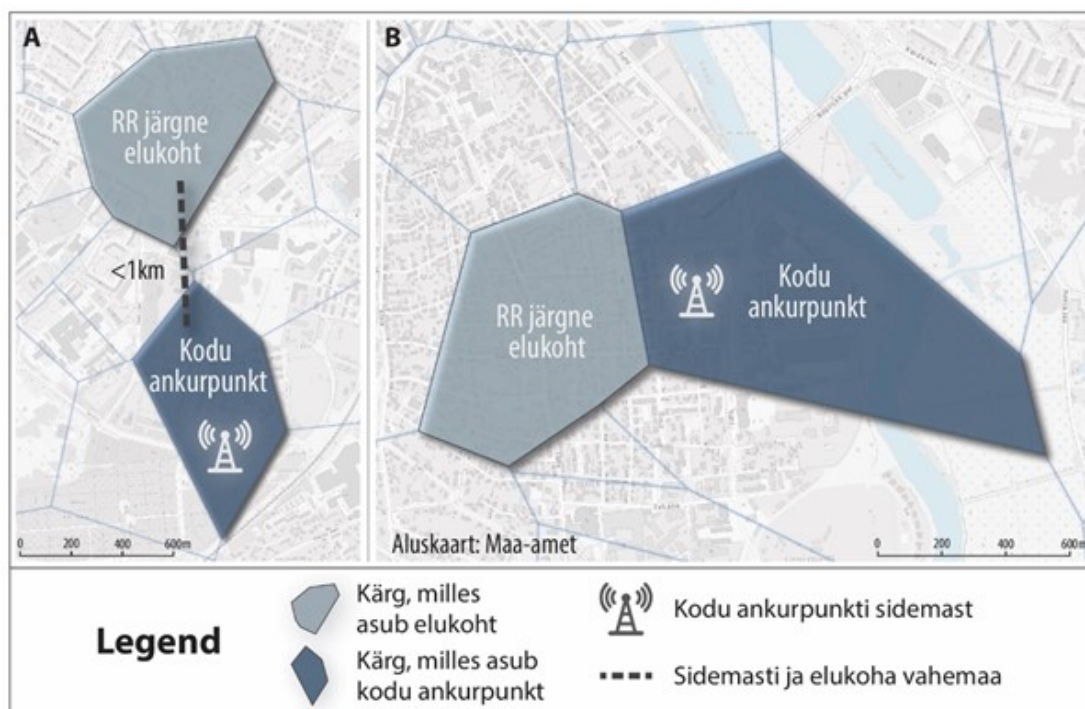 A
RR järgne
elukoht
<1km
Kodu
ankurpunkt
0 200 400 600m
B
RR järgne
elukoht
Kodu
ankurpunkt
Aluskaart: Maa-amet
0 200 400 600m
Legend
Kärg, milles
asub elukoht
Kärg, milles asub
kodu ankurpunkt
Kodu ankurpunkti sidemast
Sidemasti ja elukoha vahemaa